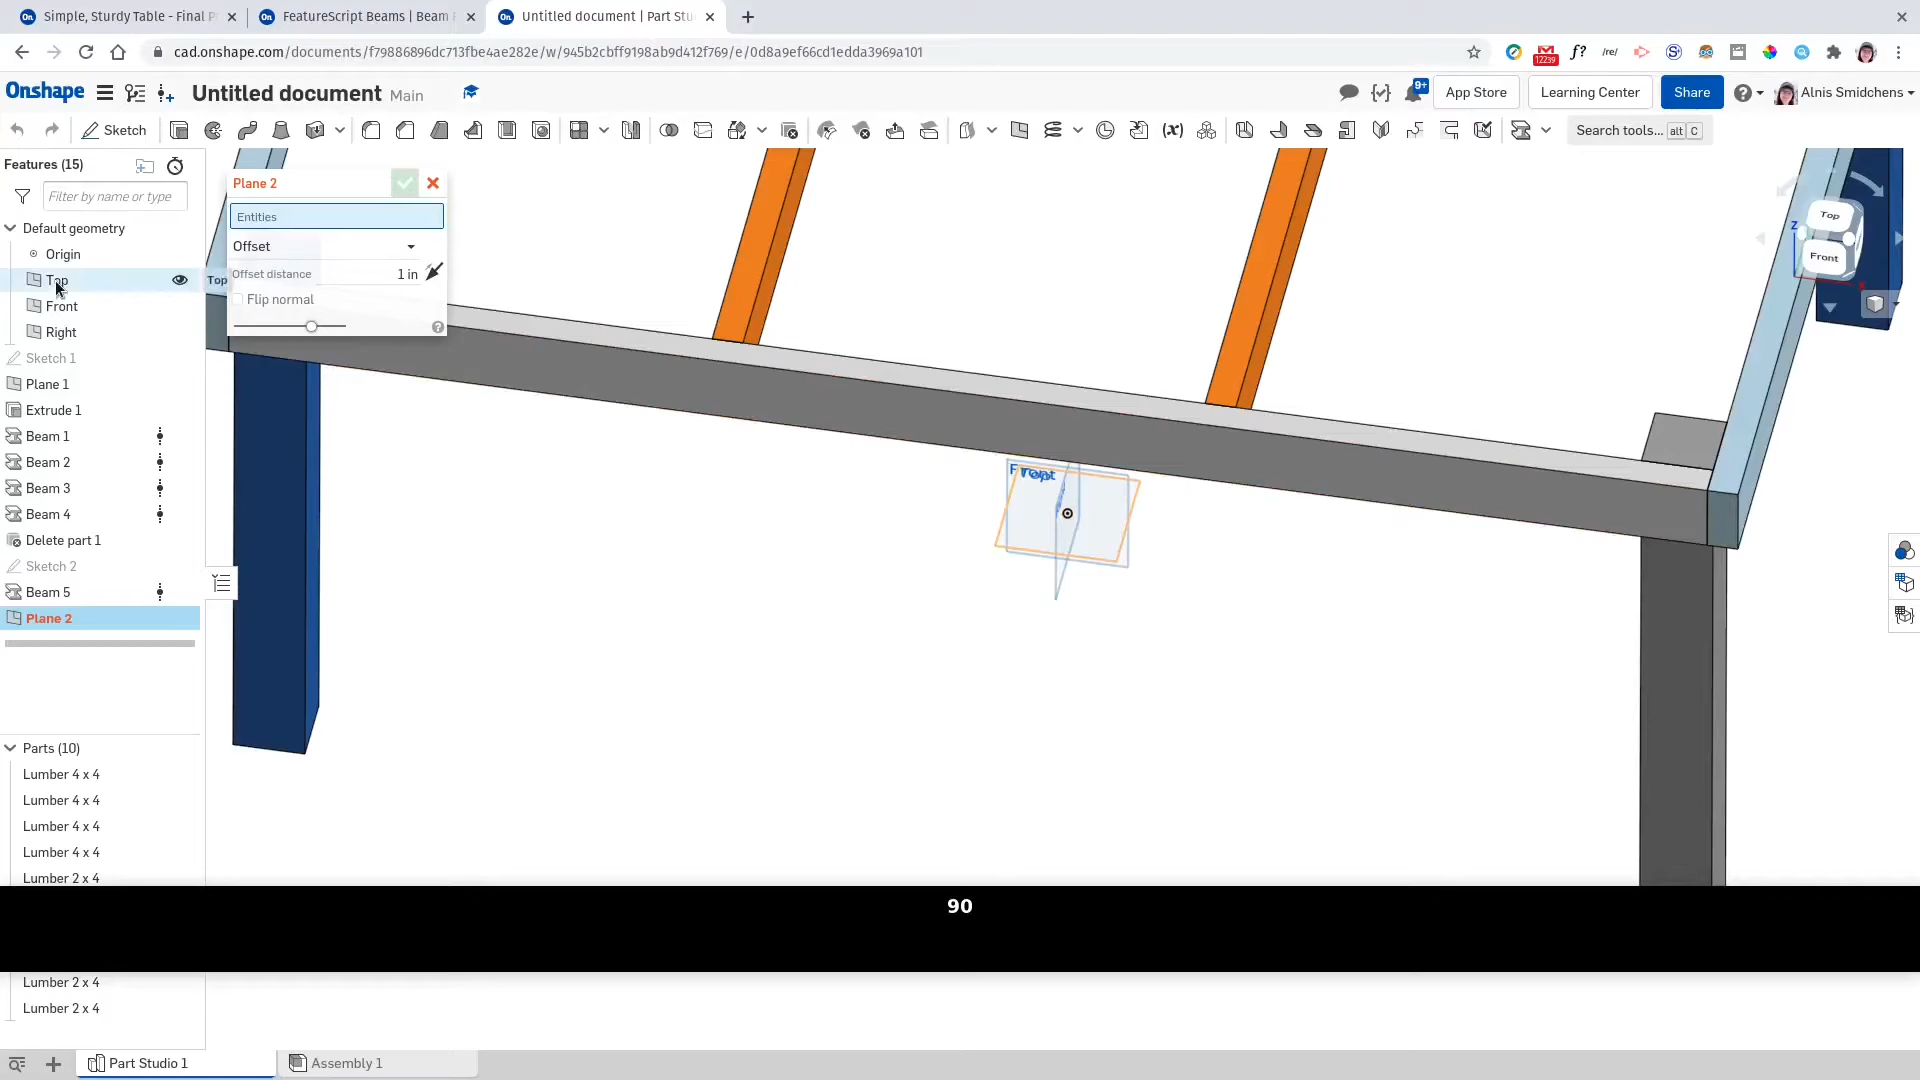 Simple, Sturdy Table - Final P
FeatureScript Beams | Beam F
Untitled document | Part Stu
cad.onshape.com/documents/f79886896dc713fbe4ae282e/w/945b2cbff9198ab9d412f769/e/0d8a9ef66cd1edda3969a101
12239
f?
/re/
Onshape
Untitled document Main
9+
App Store
Learning Center
Share
Alnis Smidchens
Sketch
(x)
Search tools... alt C
Features (15)
Filter by name or type
Default geometry
Origin
Top
Front
Right
Sketch 1
Plane 1
Extrude 1
Beam 1
Beam 2
Beam 3
Beam 4
Delete part 1
Sketch 2
Beam 5
Plane 2
Parts (10)
Lumber 4 x 4
Lumber 4 x 4
Lumber 4 x 4
Lumber 4 x 4
Lumber 2 x 4
Lumber 2 x 4
Lumber 2 x 4
Plane 2
Entities
Offset
Top
Offset distance 1 in
Flip normal
Top
Front
Z
X
Front
Top
90
Part Studio 1
Assembly 1